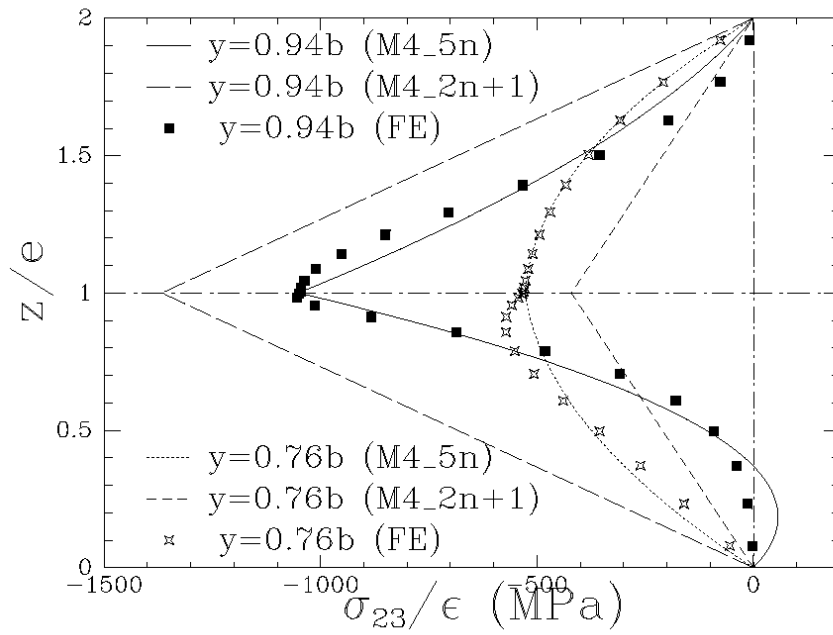 2
y=0.94b (M4_5n)
y=0.94b (M4_2n+1)
y=0.94b (FE)
1.5
z/e
1
0.5
y=0.76b (M4_5n)
y=0.76b (M4_2n+1)
y=0.76b (FE)
0
−1500 −1000 −500 0
σ23/ϵ (MPa)